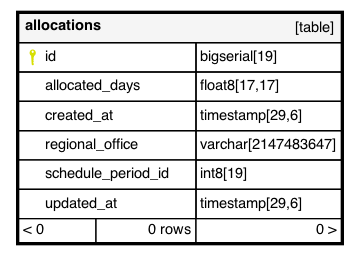 allocations [table]
id bigserial[19]
allocated_days float8[17,17]
created_at timestamp[29,6]
regional_office varchar[2147483647]
schedule_period_id int8[19]
updated_at timestamp[29,6]
< 0 0 rows 0 >